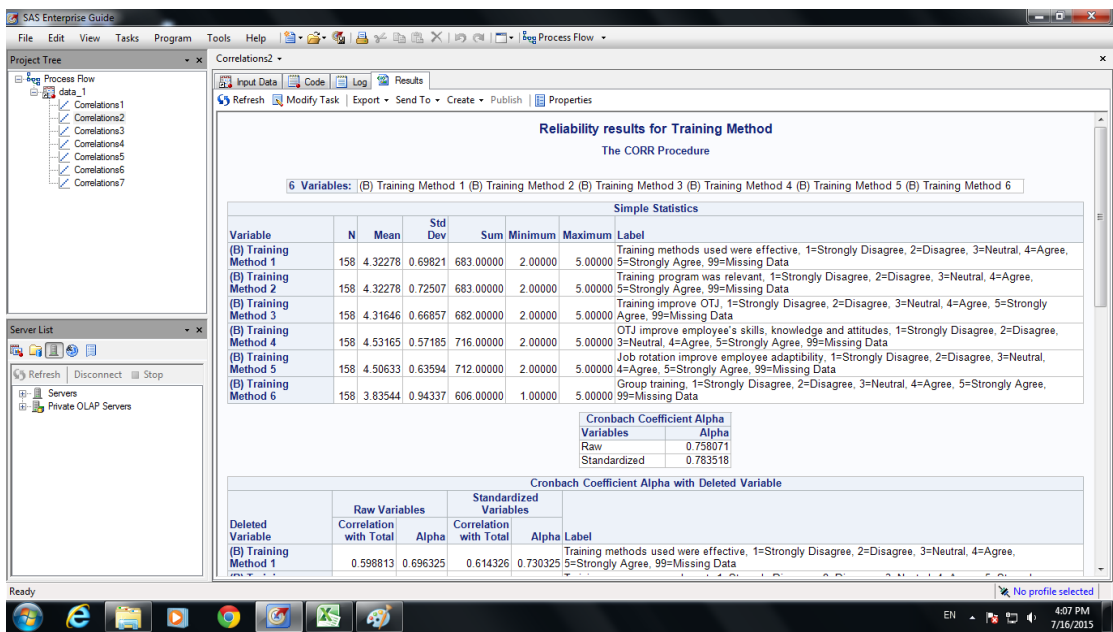 SAS Enterprise Guide
File Edit View Tasks Program Tools Help Process Flow
Project Tree
Process Flow
data_1
Correlations1
Correlations2
Correlations3
Correlations4
Correlations5
Correlations6
Correlations7
Server List
Refresh Disconnect Stop
Servers
Private OLAP Servers
Correlations2
Input Data Code Log Results
Refresh Modify Task Export Send To Create Publish Properties
Reliability results for Training Method
The CORR Procedure
6 Variables: (B) Training Method 1 (B) Training Method 2 (B) Training Method 3 (B) Training Method 4 (B) Training Method 5 (B) Training Method 6
Simple Statistics
Variable N Mean Std Dev Sum Minimum Maximum Label
(B) Training Training methods used were effective, 1=Strongly Disagree, 2=Disagree, 3=Neutral, 4=Agree,
Method 1 158 4.32278 0.69821 683.00000 2.00000 5.00000 5=Strongly Agree, 99=Missing Data
(B) Training Training program was relevant, 1=Strongly Disagree, 2=Disagree, 3=Neutral, 4=Agree,
Method 2 158 4.32278 0.72507 683.00000 2.00000 5.00000 5=Strongly Agree, 99=Missing Data
(B) Training Training improve OTJ, 1=Strongly Disagree, 2=Disagree, 3=Neutral, 4=Agree, 5=Strongly
Method 3 158 4.31646 0.66857 682.00000 2.00000 5.00000 Agree, 99=Missing Data
(B) Training OTJ improve employee's skills, knowledge and attitudes, 1=Strongly Disagree, 2=Disagree,
Method 4 158 4.53165 0.57185 716.00000 2.00000 5.00000 3=Neutral, 4=Agree, 5=Strongly Agree, 99=Missing Data
(B) Training Job rotation improve employee adaptibility, 1=Strongly Disagree, 2=Disagree, 3=Neutral,
Method 5 158 4.50633 0.63594 712.00000 2.00000 5.00000 4=Agree, 5=Strongly Agree, 99=Missing Data
(B) Training Group training, 1=Strongly Disagree, 2=Disagree, 3=Neutral, 4=Agree, 5=Strongly Agree,
Method 6 158 3.83544 0.94337 606.00000 1.00000 5.00000 99=Missing Data
Cronbach Coefficient Alpha
Variables Alpha
Raw 0.758071
Standardized 0.783518
Cronbach Coefficient Alpha with Deleted Variable
Raw Variables Standardized Variables
Deleted Variable Correlation with Total Alpha Correlation with Total Alpha Label
(B) Training Training methods used were effective, 1=Strongly Disagree, 2=Disagree, 3=Neutral, 4=Agree,
Method 1 0.598813 0.696325 0.614326 0.730325 5=Strongly Agree, 99=Missing Data
Ready
No profile selected
EN
4:07 PM
7/16/2015